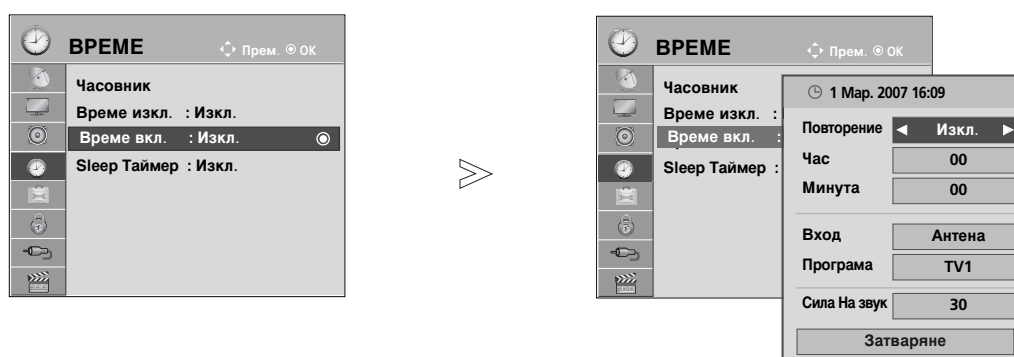 ВРЕМЕ Прем. OK
Часовник
Време изкл. : Изкл.
Време вкл. : Изкл.
Sleep Таймер : Изкл.
ВРЕМЕ Прем. OK
Часовник
Време изкл. :
Време вкл. :
Sleep Таймер :
1 Мар. 2007 16:09
Повторение ◀ Изкл. ▶
Час 00
Минута 00
Вход Антена
Програма TV1
Сила На звук 30
Затваряне